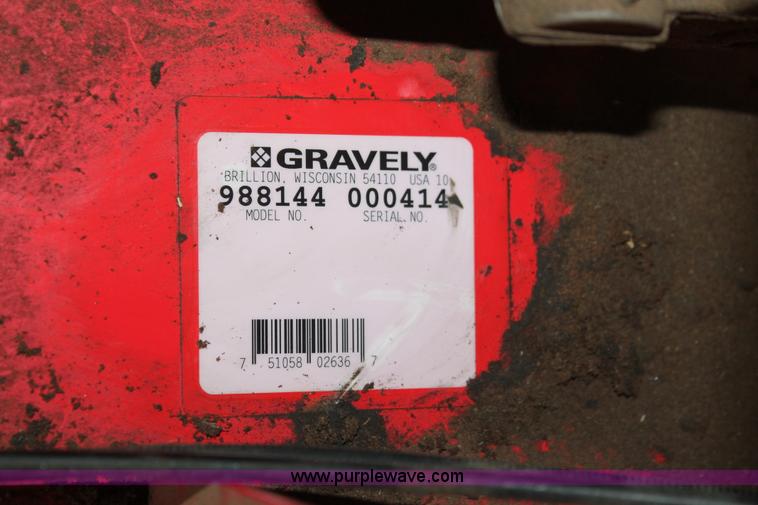 GRAVELY®
BRILLION, WISCONSIN 54110 USA 10
988144 000414
MODEL NO. SERIAL NO.
7 51058 02636 7
www.purplewave.com